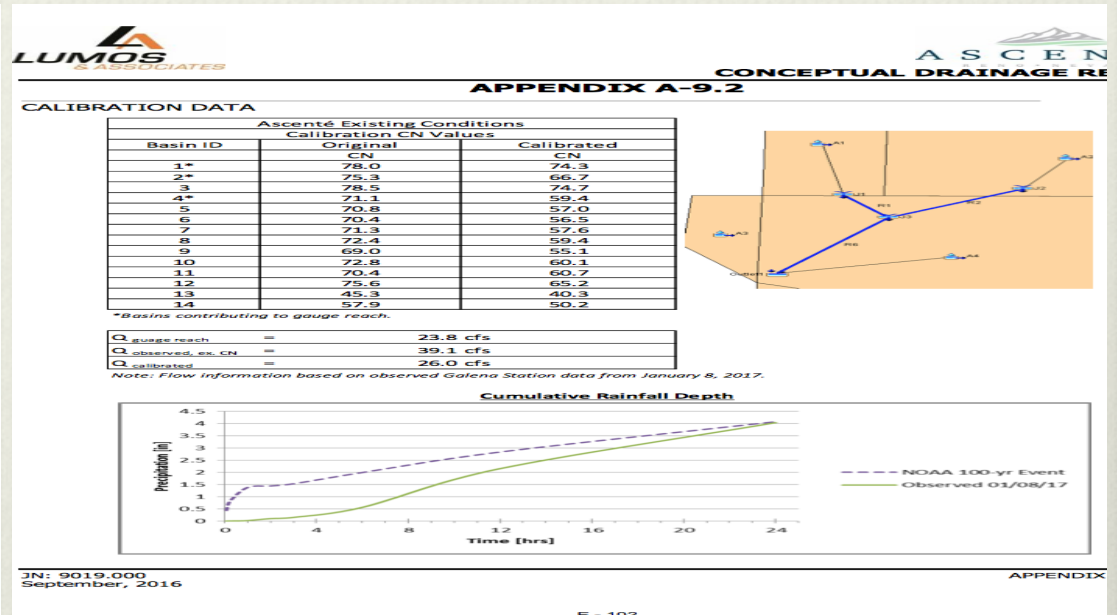 LUMOS
& ASSOCIATES
ASCEN
CONCEPTUAL DRAINAGE RE
APPENDIX A-9.2
CALIBRATION DATA
Ascenté Existing Conditions
Calibration CN Values
Basin ID Original Calibrated
CN CN
1* 78.0 74.3
2* 75.3 66.7
3 78.5 74.7
4* 71.1 59.4
5 70.8 57.0
6 70.4 56.5
7 71.3 57.6
8 72.4 59.4
9 69.0 55.1
10 72.8 60.1
11 70.4 60.7
12 75.6 65.2
13 45.3 40.3
14 57.9 50.2
*Basins contributing to gauge reach.
A1
A2
J1
J2
R1
R2
J3
A3
R6
A4
Outlet1
Q guage reach = 23.8 cfs
Q observed, ex. CN = 39.1 cfs
Q calibrated = 26.0 cfs
Note: Flow information based on observed Galena Station data from January 8, 2017.
Cumulative Rainfall Depth
Precipitation [in]
4.5
4
3.5
3
2.5
2
1.5
1
0.5
0
0 4 8 12 16 20 24
Time [hrs]
NOAA 100-yr Event
Observed 01/08/17
JN: 9019.000
September, 2016
APPENDIX